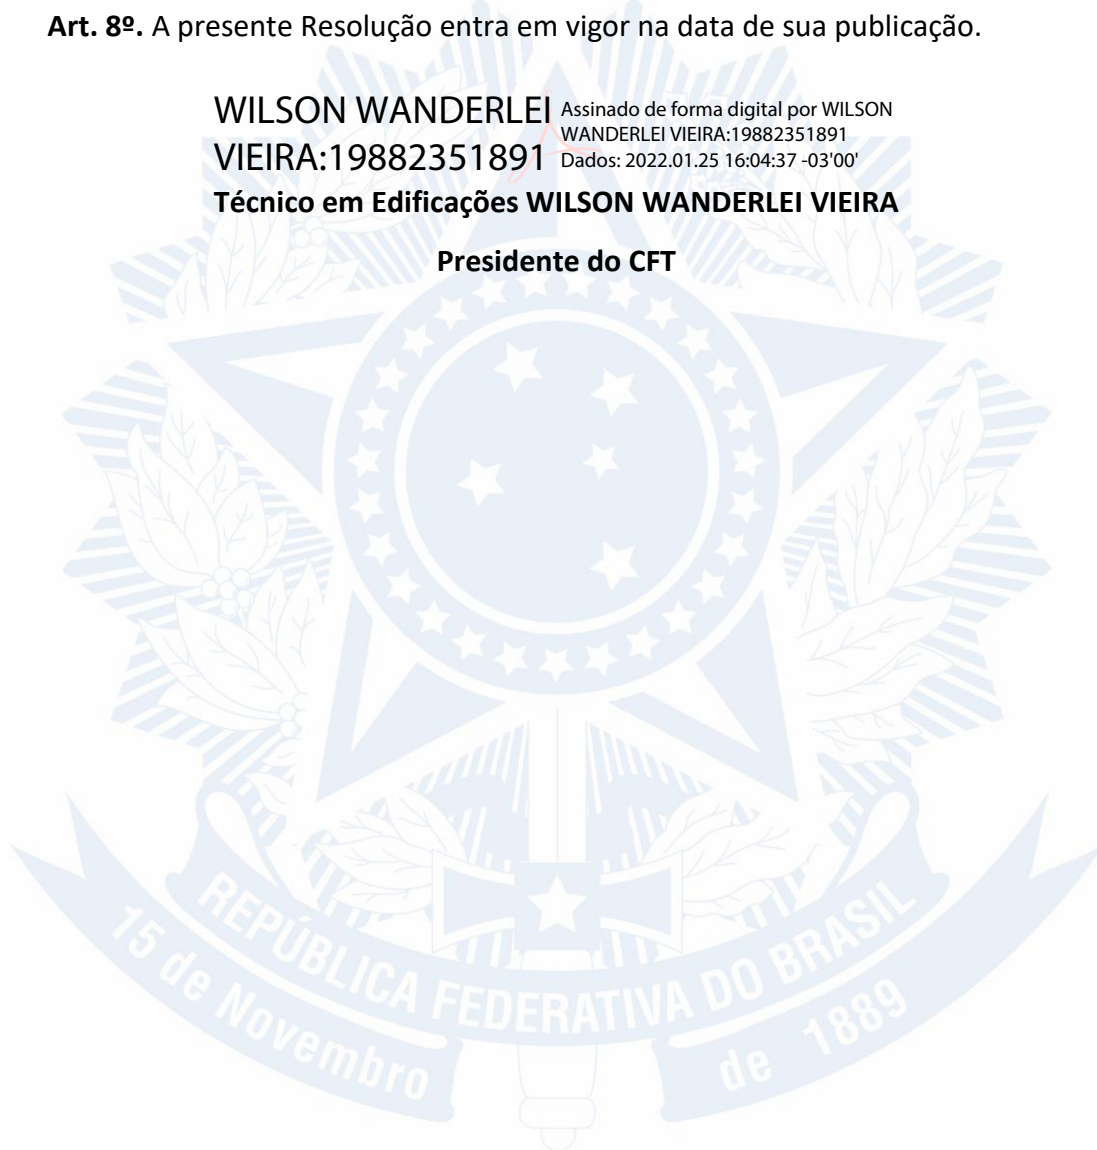 Art. 8º. A presente Resolução entra em vigor na data de sua publicação.
WILSON WANDERLEI
VIEIRA:19882351891
Assinado de forma digital por WILSON
WANDERLEI VIEIRA:19882351891
Dados: 2022.01.25 16:04:37 -03'00'
Técnico em Edificações WILSON WANDERLEI VIEIRA
Presidente do CFT
REPÚBLICA FEDERATIVA DO BRASIL
15 de Novembro de 1889